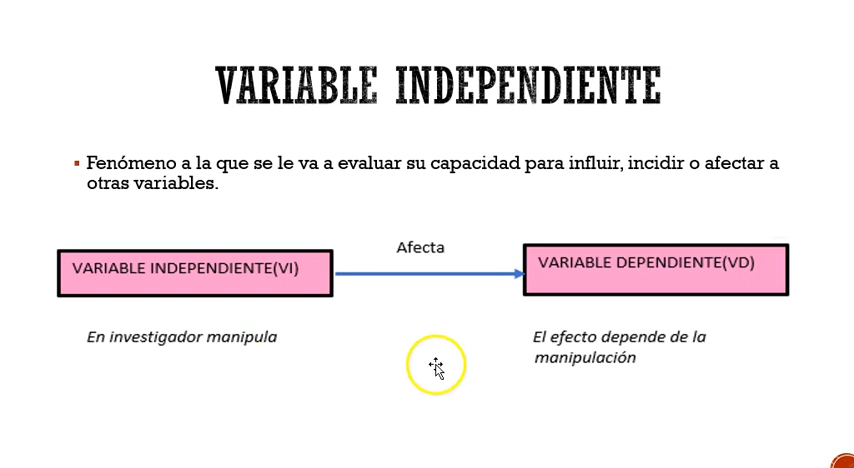 VARIABLE INDEPENDIENTE
▪ Fenómeno a la que se le va a evaluar su capacidad para influir, incidir o afectar a
otras variables.
Afecta
VARIABLE INDEPENDIENTE(VI)
VARIABLE DEPENDIENTE(VD)
En investigador manipula
El efecto depende de la
manipulación